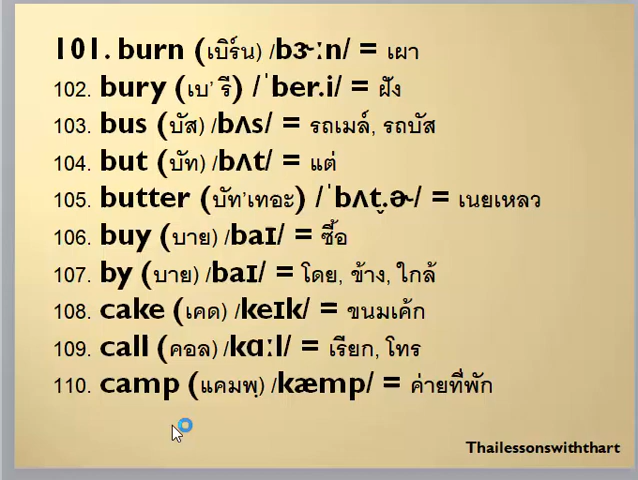 101. burn (เบิร์น) /bɝːn/ = เผา
102. bury (เบ' รี) /ˈber.i/ = ฝัง
103. bus (บัส) /bʌs/ = รถเมล์, รถบัส
104. but (บัท) /bʌt/ = แต่
105. butter (บัท'เทอะ) /ˈbʌt̬.ɚ/ = เนยเหลว
106. buy (บาย) /baɪ/ = ซื้อ
107. by (บาย) /baɪ/ = โดย, ข้าง, ใกล้
108. cake (เคด) /keɪk/ = ขนมเค้ก
109. call (คอล) /kɑːl/ = เรียก, โทร
110. camp (แคมพฺ) /kæmp/ = ค่ายที่พัก
Thailessonswiththart